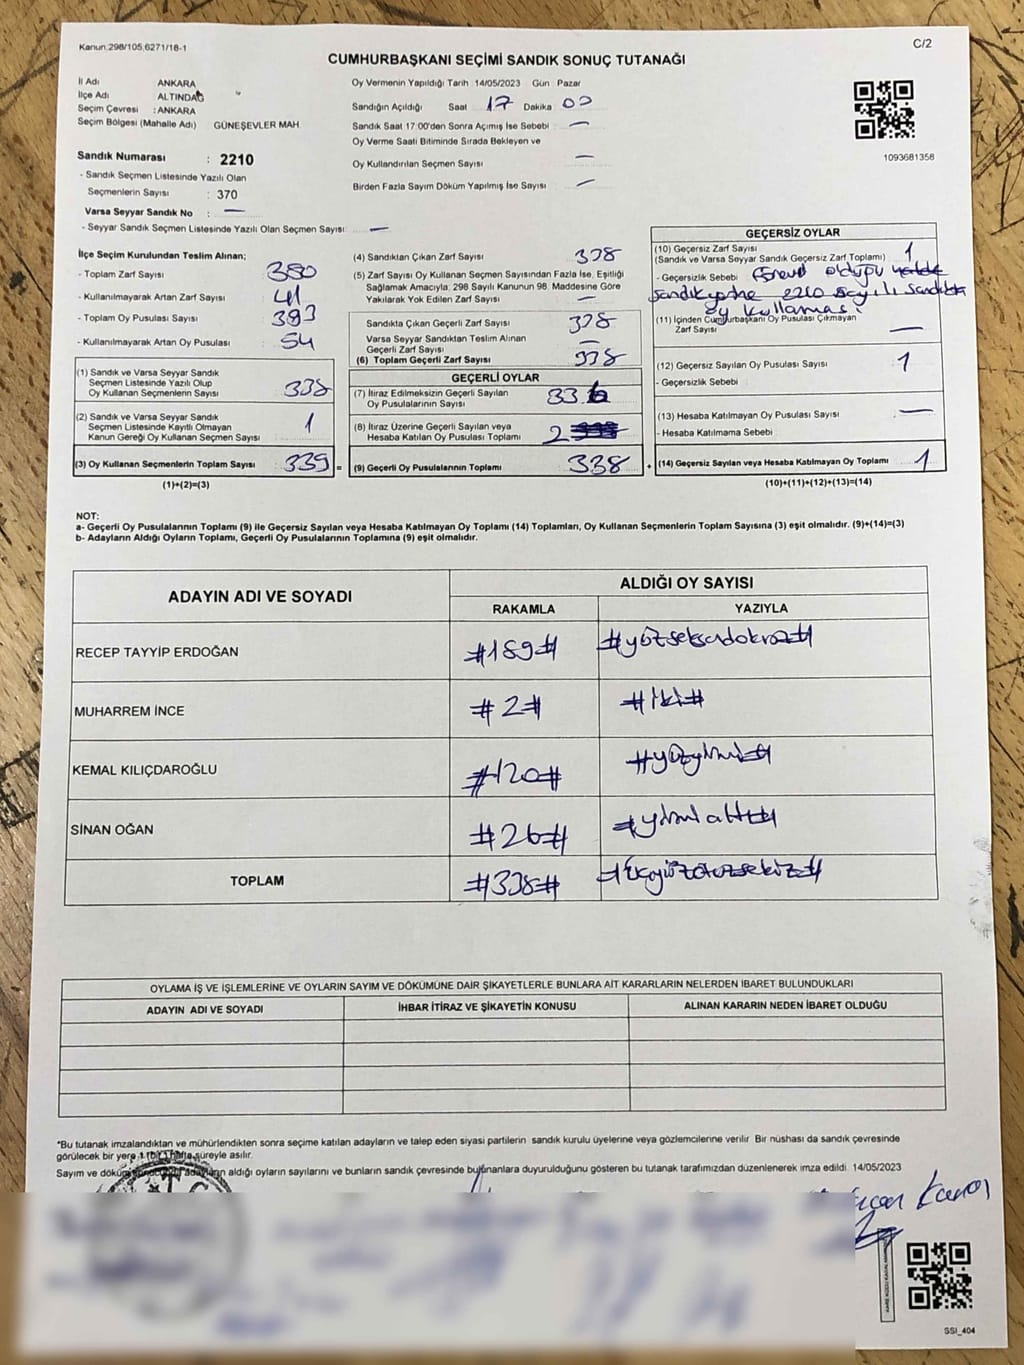 Kanun.298/105,6271/18-1
C/2
CUMHURBAŞKANI SEÇİMİ SANDIK SONUÇ TUTANAĞI
İl Adı ANKARA
İlçe Adı ALTINDAĞ
Seçim Çevresi : ANKARA
Seçim Bölgesi (Mahalle Adı) GÜNEŞEVLER MAH
Sandık Numarası : 2210
- Sandık Seçmen Listesinde Yazılı Olan
Seçmenlerin Sayısı : 370
Varsa Seyyar Sandık No : —
- Seyyar Sandık Seçmen Listesinde Yazılı Olan Seçmen Sayısı: —
Oy Vermenin Yapıldığı Tarih 14/05/2023 Gün Pazar
Sandığın Açıldığı Saat 17 Dakika 00
Sandık Saat 17:00'den Sonra Açımış İse Sebebi —
Oy Verme Saati Bitiminde Sırada Bekleyen ve
Oy Kullandırılan Seçmen Sayısı —
Birden Fazla Sayım Döküm Yapılmış İse Sayısı —
1093681358
İlçe Seçim Kurulundan Teslim Alınan;
- Toplam Zarf Sayısı 380
- Kullanılmayarak Artan Zarf Sayısı 41
- Toplam Oy Pusulası Sayısı 393
- Kullanılmayarak Artan Oy Pusulası 54
(1) Sandık ve Varsa Seyyar Sandık
Seçmen Listesinde Yazılı Olup
Oy Kullanan Seçmenlerin Sayısı 338
(2) Sandık ve Varsa Seyyar Sandık
Seçmen Listesinde Kayıtlı Olmayan
Kanun Gereği Oy Kullanan Seçmen Sayısı 1
(3) Oy Kullanan Seçmenlerin Toplam Sayısı 339 =
(1)+(2)=(3)
(4) Sandıktan Çıkan Zarf Sayısı 338
(5) Zarf Sayısı Oy Kullanan Seçmen Sayısından Fazla İse, Eşitliği
Sağlamak Amacıyla; 298 Sayılı Kanunun 98. Maddesine Göre
Yakılarak Yok Edilen Zarf Sayısı —
Sandıkta Çıkan Geçerli Zarf Sayısı 338
Varsa Seyyar Sandıktan Teslim Alınan
Geçerli Zarf Sayısı —
(6) Toplam Geçerli Zarf Sayısı 338
GEÇERLİ OYLAR
(7) İtiraz Edilmeksizin Geçerli Sayılan
Oy Pusulalarının Sayısı 336
(8) İtiraz Üzerine Geçerli Sayılan veya
Hesaba Katılan Oy Pusulası Toplamı 2
(9) Geçerli Oy Pusulalarının Toplamı 338 +
GEÇERSİZ OYLAR
(10) Geçersiz Zarf Sayısı
(Sandık ve Varsa Seyyar Sandık Geçersiz Zarf Toplamı) 1
- Geçersizlik Sebebi Görevli olduğu
sandık yerine 2210 sayılı sandıkta
oy kullaması.
(11) İçinden Cumhurbaşkanı Oy Pusulası Çıkmayan
Zarf Sayısı —
(12) Geçersiz Sayılan Oy Pusulası Sayısı 1
- Geçersizlik Sebebi
(13) Hesaba Katılmayan Oy Pusulası Sayısı —
- Hesaba Katılmama Sebebi
(14) Geçersiz Sayılan veya Hesaba Katılmayan Oy Toplamı 1
(10)+(11)+(12)+(13)=(14)
NOT:
a- Geçerli Oy Pusulalarının Toplamı (9) ile Geçersiz Sayılan veya Hesaba Katılmayan Oy Toplamı (14) Toplamları, Oy Kullanan Seçmenlerin Toplam Sayısına (3) eşit olmalıdır. (9)+(14)=(3)
b- Adayların Aldığı Oyların Toplamı, Geçerli Oy Pusulalarının Toplamına (9) eşit olmalıdır.
ADAYIN ADI VE SOYADI ALDIĞI OY SAYISI
RAKAMLA YAZIYLA
RECEP TAYYİP ERDOĞAN #189# #yüzseksendokuz#
MUHARREM İNCE #2# #iki#
KEMAL KILIÇDAROĞLU #120# #yüzyirmi#
SİNAN OĞAN #26# #yirmialtı#
TOPLAM #338# #üçyüzotuzsekiz#
OYLAMA İŞ VE İŞLEMLERİNE VE OYLARIN SAYIM VE DÖKÜMÜNE DAİR ŞİKAYETLERLE BUNLARA AİT KARARLARIN NELERDEN İBARET BULUNDUKLARI
ADAYIN ADI VE SOYADI İHBAR İTİRAZ VE ŞİKAYETİN KONUSU ALINAN KARARIN NEDEN İBARET OLDUĞU
*Bu tutanak imzalandıktan ve mühürlendikten sonra seçime katılan adayların ve talep eden siyasi partilerin sandık kurulu üyelerine veya gözlemcilerine verilir. Bir nüshası da sandık çevresinde
görülecek bir yere 1 (bir) hafta süreyle asılır.
Sayım ve döküm adayların aldığı oyların sayılarını ve bunların sandık çevresinde bulunanlara duyurulduğunu gösteren bu tutanak tarafımızdan düzenlenerek imza edildi. 14/05/2023
SSI_404